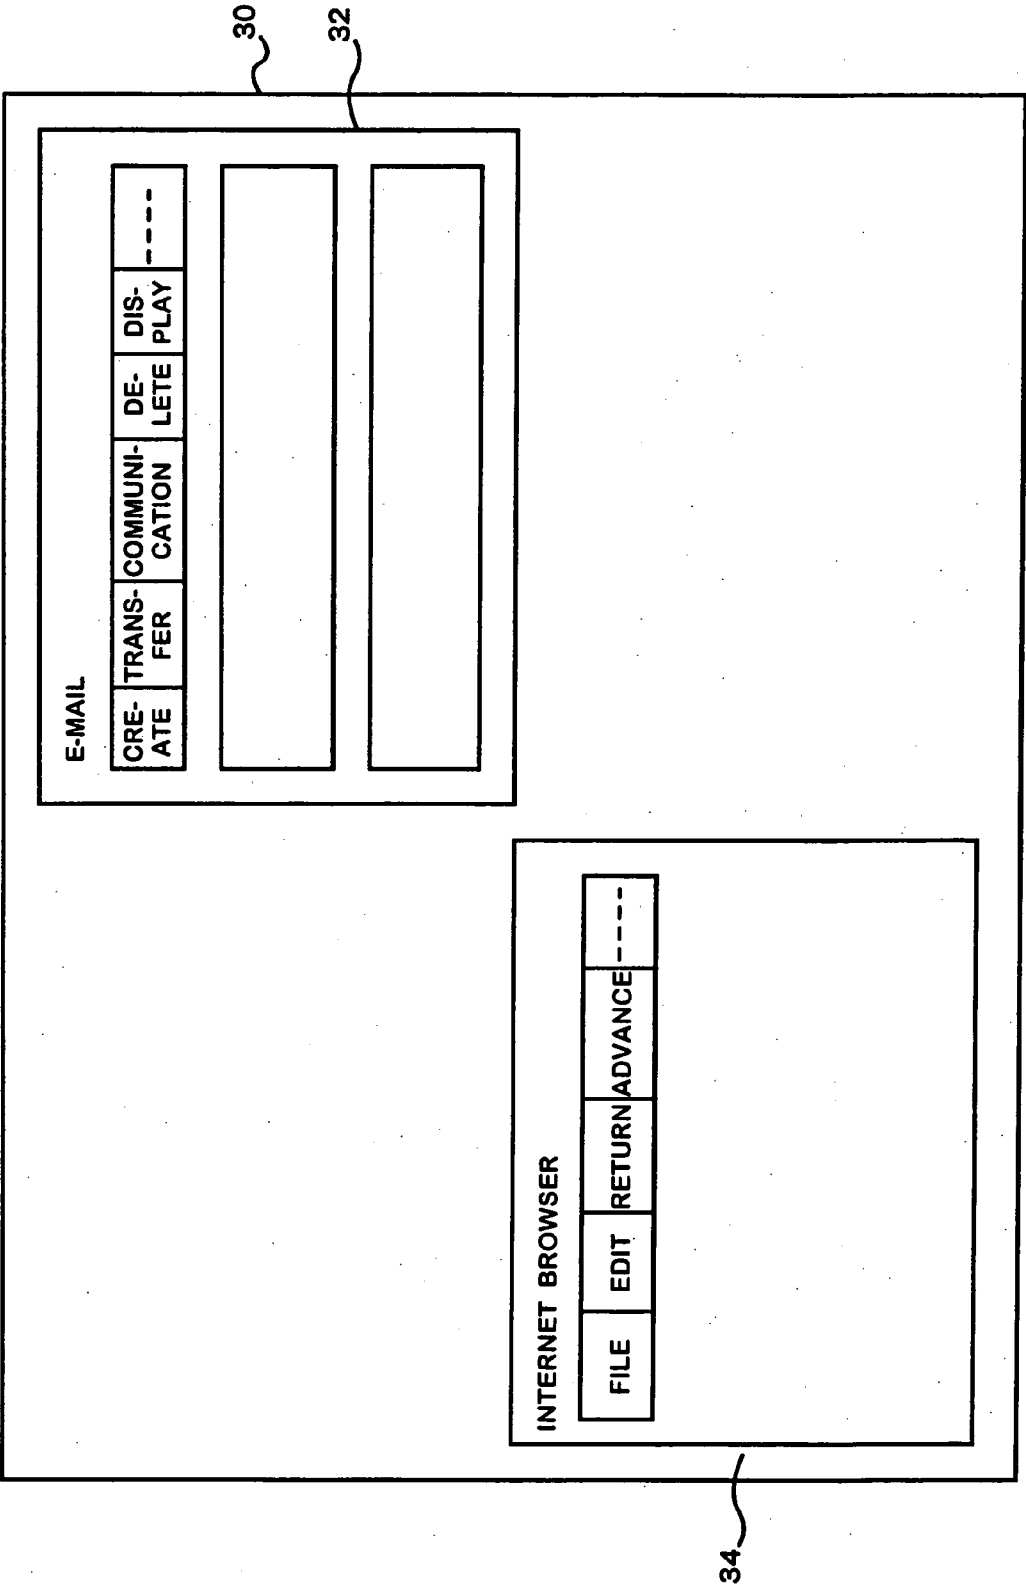 30
32
E-MAIL
CRE-
ATE
TRANS-
FER
COMMUNI-
CATION
DE-
LETE
DIS-
PLAY
----
INTERNET BROWSER
FILE
EDIT
RETURN
ADVANCE
----
34